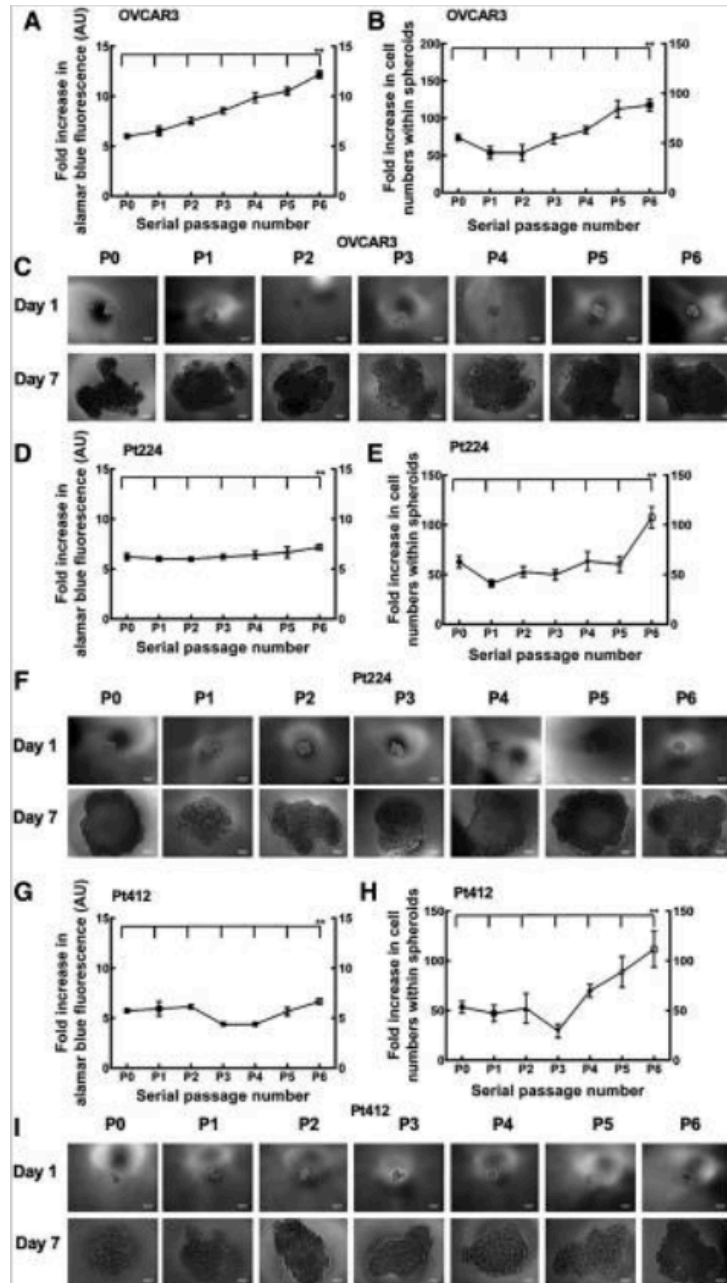 A OVCAR3
Fold increase in
alamar blue fluorescence (AU)
15 10 5 0
15 10 5 0
**
P0 P1 P2 P3 P4 P5 P6
Serial passage number
B OVCAR3
Fold increase in cell
numbers within spheroids
200 150 100 50 0
150 100 50 0
**
P0 P1 P2 P3 P4 P5 P6
Serial passage number
C OVCAR3
P0 P1 P2 P3 P4 P5 P6
Day 1
Day 7
D Pt224
Fold increase in
alamar blue fluorescence (AU)
15 10 5 0
15 10 5 0
**
P0 P1 P2 P3 P4 P5 P6
Serial passage number
E Pt224
Fold increase in cell
numbers within spheroids
150 100 50 0
150 100 50 0
**
P0 P1 P2 P3 P4 P5 P6
Serial passage number
F Pt224
P0 P1 P2 P3 P4 P5 P6
Day 1
Day 7
G Pt412
Fold increase in
alamar blue fluorescence (AU)
15 10 5 0
15 10 5 0
**
P0 P1 P2 P3 P4 P5 P6
Serial passage number
H Pt412
Fold increase in cell
numbers within spheroids
150 100 50 0
150 100 50 0
**
P0 P1 P2 P3 P4 P5 P6
Serial passage number
I Pt412
P0 P1 P2 P3 P4 P5 P6
Day 1
Day 7